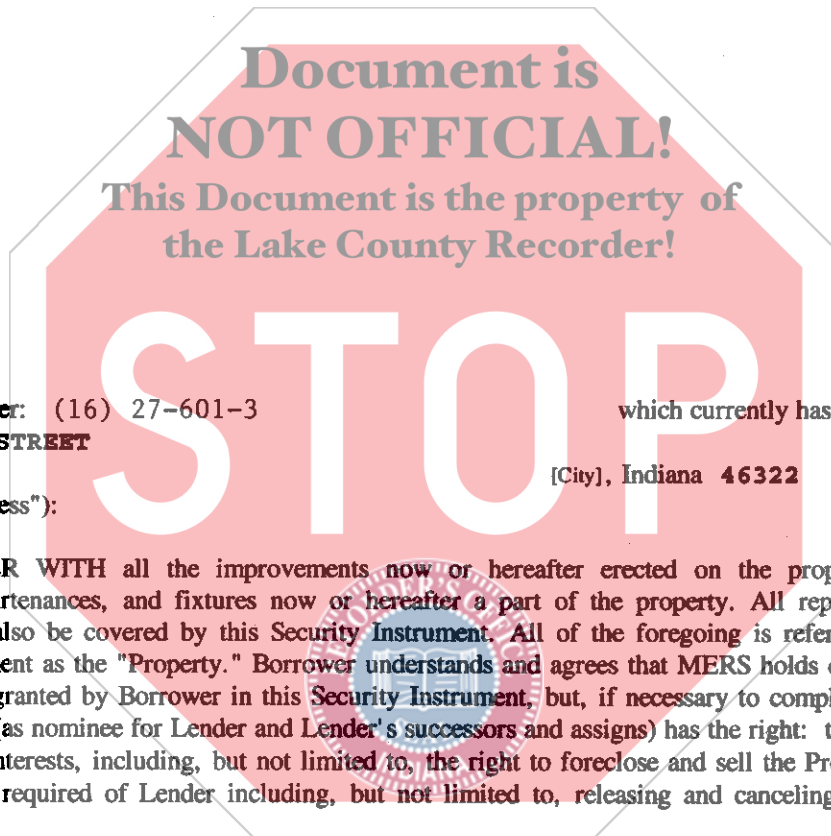 Document is
NOT OFFICIAL!
This Document is the property of
the Lake County Recorder!
STOP
er: (16) 27-601-3 which currently has
STREET
[City], Indiana 46322
ess"):
R WITH all the improvements now or hereafter erected on the prop
rtenances, and fixtures now or hereafter a part of the property. All rep
also be covered by this Security Instrument. All of the foregoing is refer
ent as the "Property." Borrower understands and agrees that MERS holds
granted by Borrower in this Security Instrument, but, if necessary to compl
(as nominee for Lender and Lender's successors and assigns) has the right: t
nterests, including, but not limited to, the right to foreclose and sell the Pr
required of Lender including, but not limited to, releasing and canceling